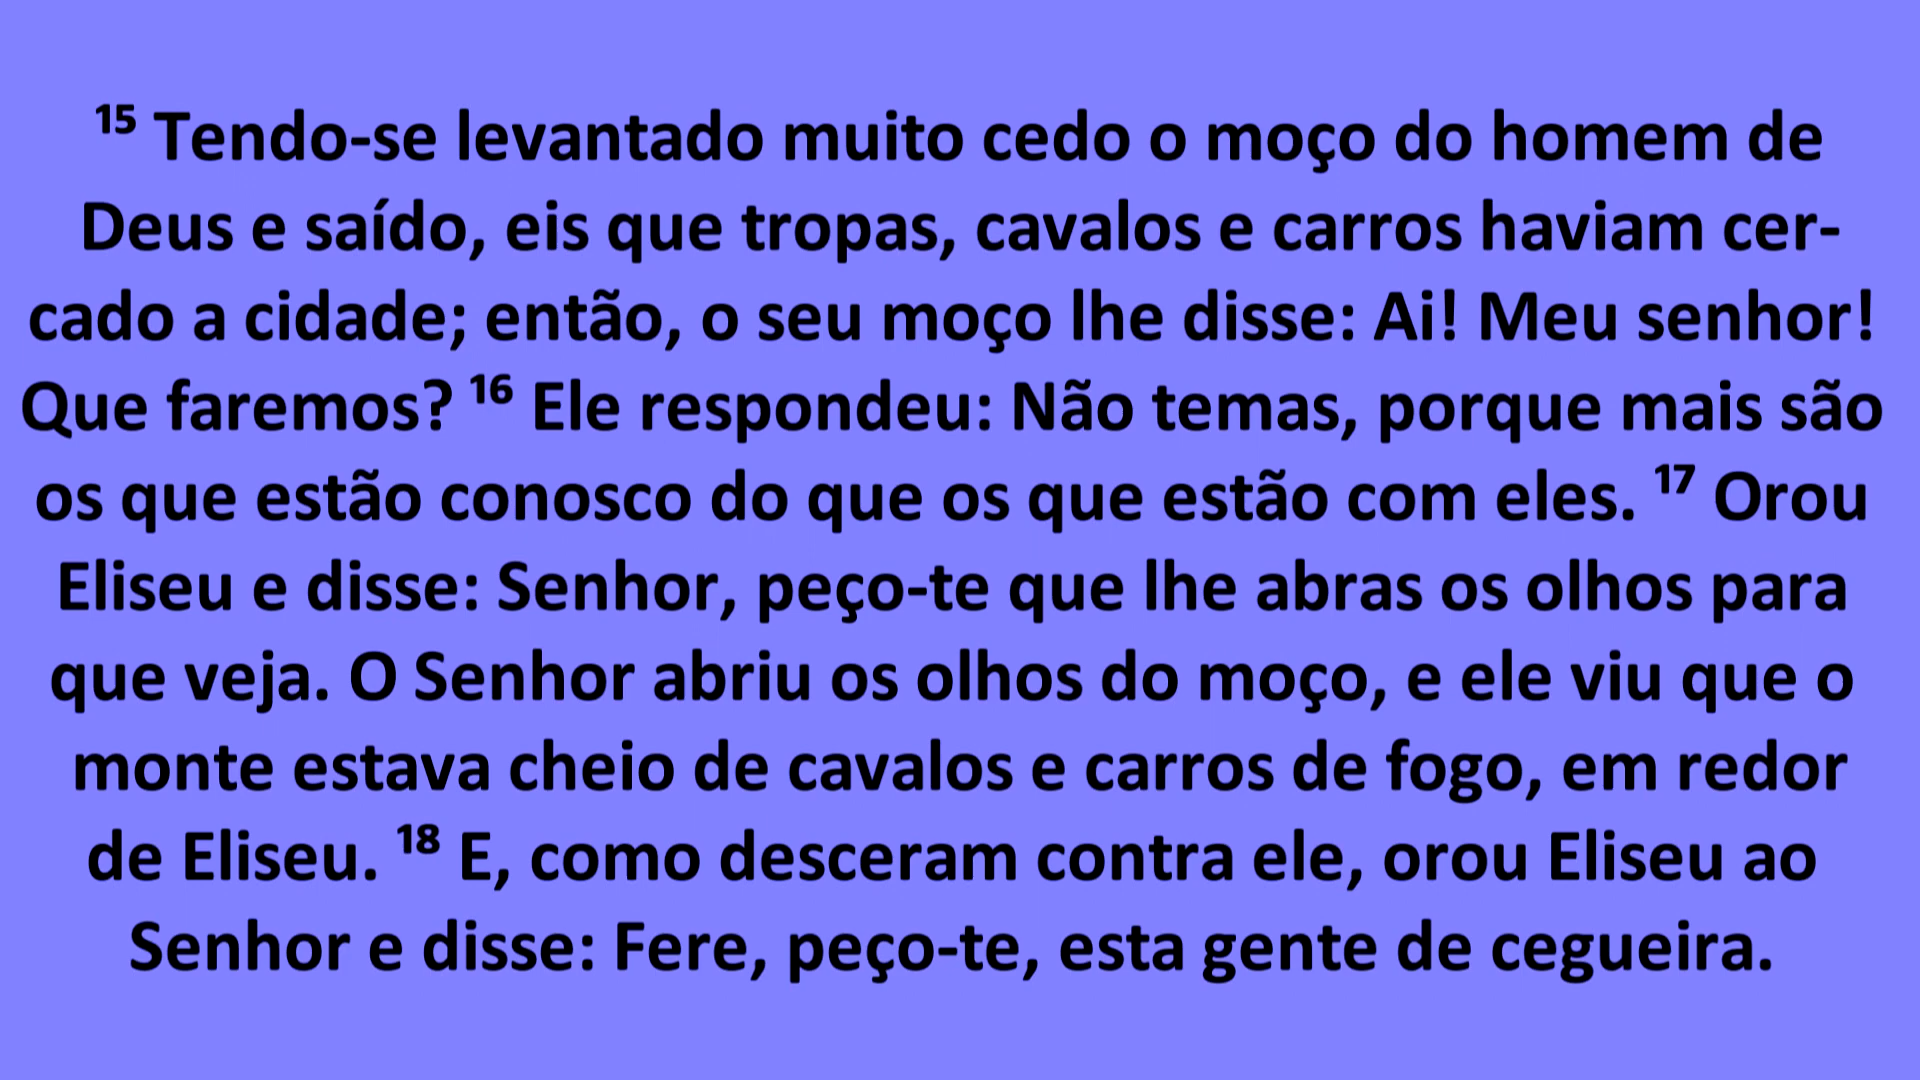 ¹⁵ Tendo-se levantado muito cedo o moço do homem de
Deus e saído, eis que tropas, cavalos e carros haviam cer-
cado a cidade; então, o seu moço lhe disse: Ai! Meu senhor!
Que faremos? ¹⁶ Ele respondeu: Não temas, porque mais são
os que estão conosco do que os que estão com eles. ¹⁷ Orou
Eliseu e disse: Senhor, peço-te que lhe abras os olhos para
que veja. O Senhor abriu os olhos do moço, e ele viu que o
monte estava cheio de cavalos e carros de fogo, em redor
de Eliseu. ¹⁸ E, como desceram contra ele, orou Eliseu ao
Senhor e disse: Fere, peço-te, esta gente de cegueira.